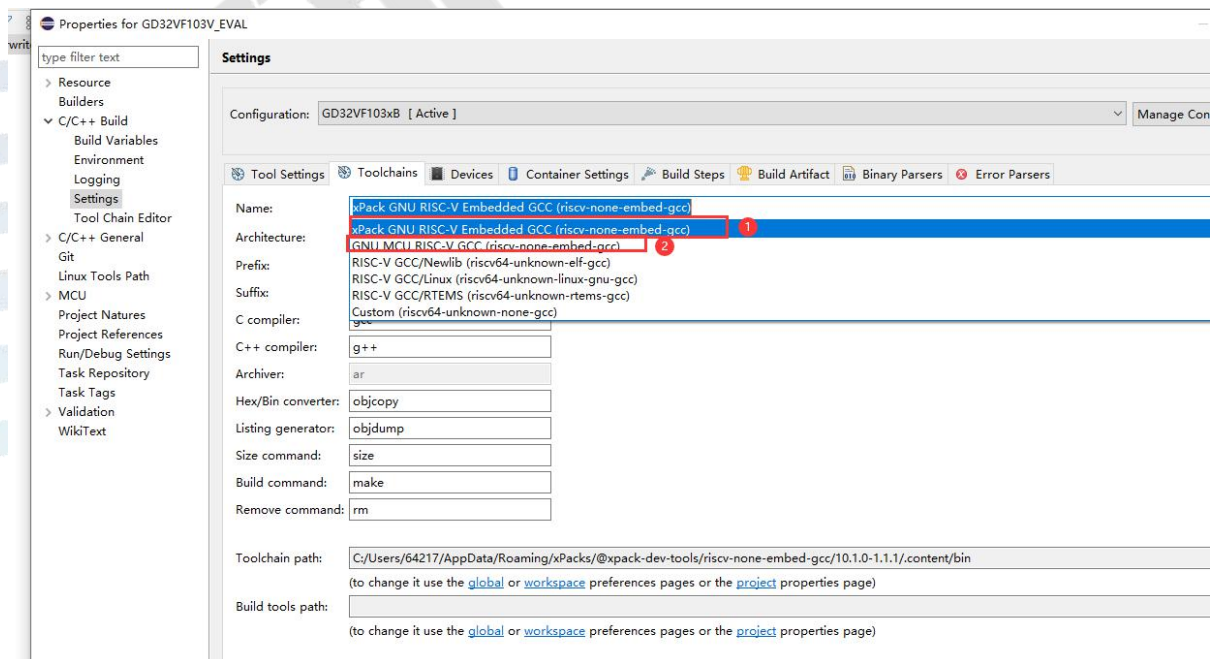 Properties for GD32VF103V_EVAL
writ
type filter text
Settings
Resource
Builders
C/C++ Build
Build Variables
Environment
Logging
Settings
Tool Chain Editor
C/C++ General
Git
Linux Tools Path
MCU
Project Natures
Project References
Run/Debug Settings
Task Repository
Task Tags
Validation
WikiText
Configuration: GD32VF103xB [ Active ] Manage Con
Tool Settings Toolchains Devices Container Settings Build Steps Build Artifact Binary Parsers Error Parsers
Name: xPack GNU RISC-V Embedded GCC (riscv-none-embed-gcc)
xPack GNU RISC-V Embedded GCC (riscv-none-embed-gcc) 1
Architecture: GNU MCU RISC-V GCC (riscv-none-embed-gcc) 2
Prefix: RISC-V GCC/Newlib (riscv64-unknown-elf-gcc)
RISC-V GCC/Linux (riscv64-unknown-linux-gnu-gcc)
Suffix: RISC-V GCC/RTEMS (riscv64-unknown-rtems-gcc)
Custom (riscv64-unknown-none-gcc)
C compiler: gcc
C++ compiler: g++
Archiver: ar
Hex/Bin converter: objcopy
Listing generator: objdump
Size command: size
Build command: make
Remove command: rm
Toolchain path: C:/Users/64217/AppData/Roaming/xPacks/@xpack-dev-tools/riscv-none-embed-gcc/10.1.0-1.1.1/.content/bin
(to change it use the global or workspace preferences pages or the project properties page)
Build tools path:
(to change it use the global or workspace preferences pages or the project properties page)